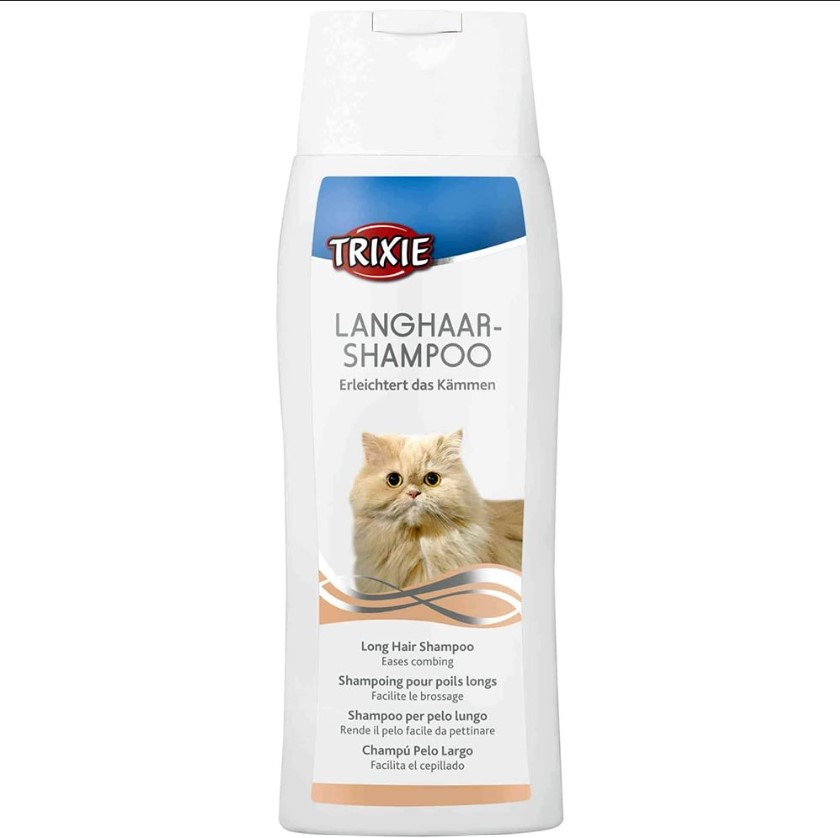 TRIXIE
LANGHAAR-
SHAMPOO
Erleichtert das Kämmen
Long Hair Shampoo
Eases combing
Shampoing pour poils longs
Facilite le brossage
Shampoo per pelo lungo
Rende il pelo facile da pettinare
Champú Pelo Largo
Facilita el cepillado